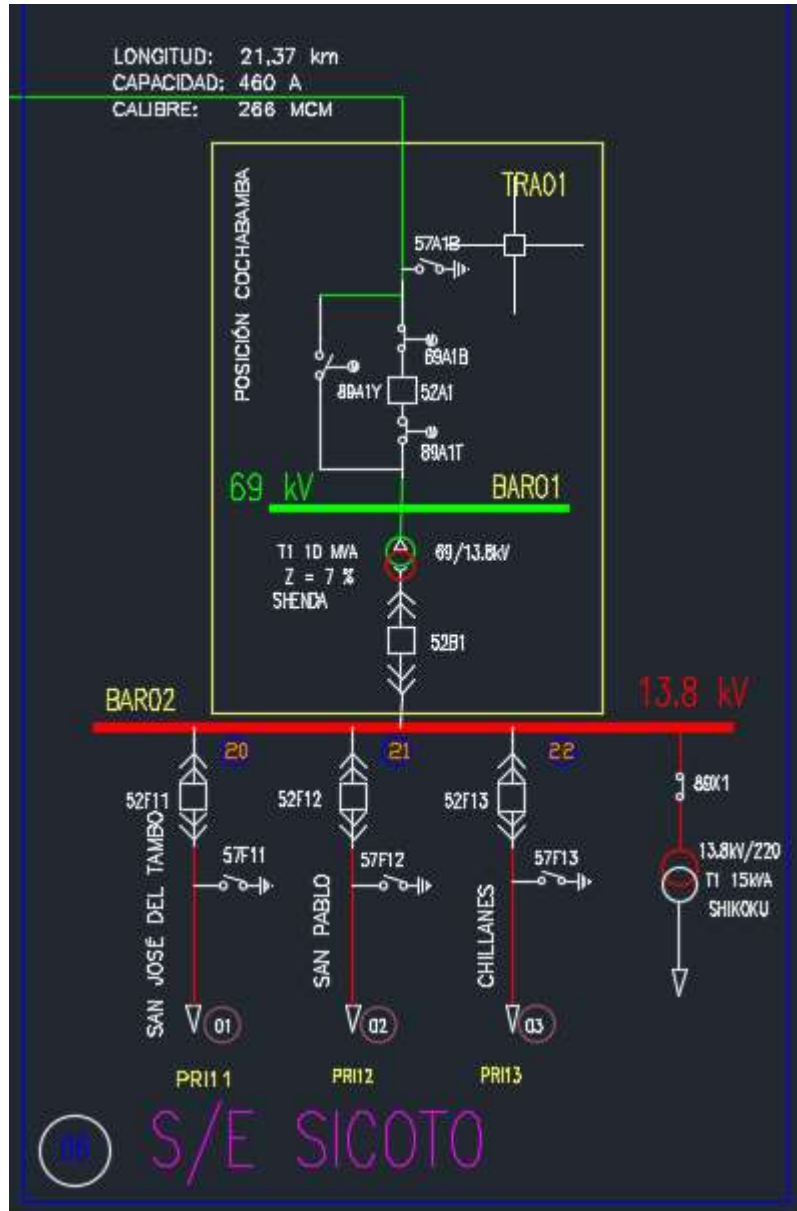 LONGITUD: 21,37 km
CAPACIDAD: 460 A
CALIBRE: 266 MCM
POSICIÓN COCHABAMBA
TRA01
57A1B
69A1B
89A1Y
52A1
89A1T
69 kV
BAR01
T1 10 MVA
Z = 7 %
SHENDA
69/13.8kV
52B1
BAR02
13.8 kV
20
21
22
52F11
52F12
52F13
89X1
57F11
57F12
57F13
SAN JOSÉ DEL TAMBO
SAN PABLO
CHILLANES
13.8kV/220
T1 15kVA
SHIKOKU
01
02
03
PRI11
PRI12
PRI13
S/E SICOTO